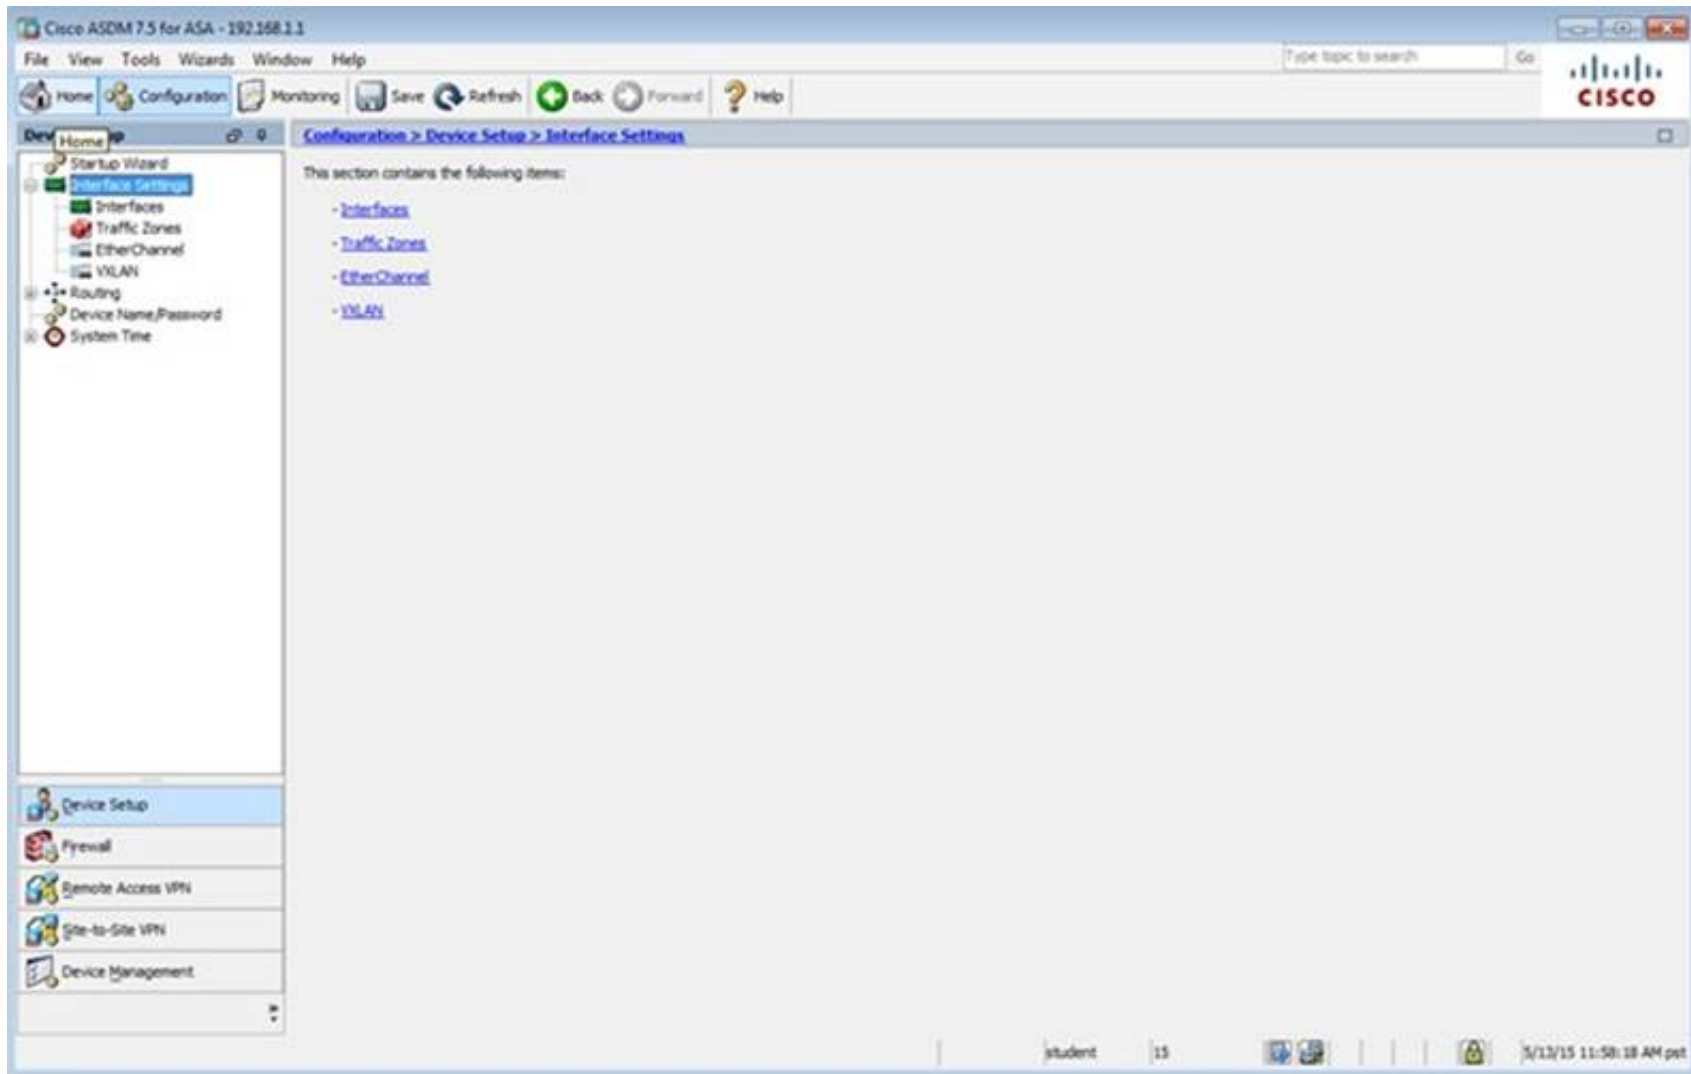 Cisco ASDM 7.5 for ASA - 192.168.1.1
File View Tools Wizards Window Help
Type topic to search Go
Home Configuration Monitoring Save Refresh Back Forward Help
CISCO
Home
Configuration > Device Setup > Interface Settings
Startup Wizard
Interface Settings
Interfaces
Traffic Zones
EtherChannel
VXLAN
Routing
Device Name/Password
System Time
This section contains the following items:
- Interfaces
- Traffic Zones
- EtherChannel
- VXLAN
Device Setup
Firewall
Remote Access VPN
Site-to-Site VPN
Device Management
student 15 5/13/15 11:58:18 AM pst